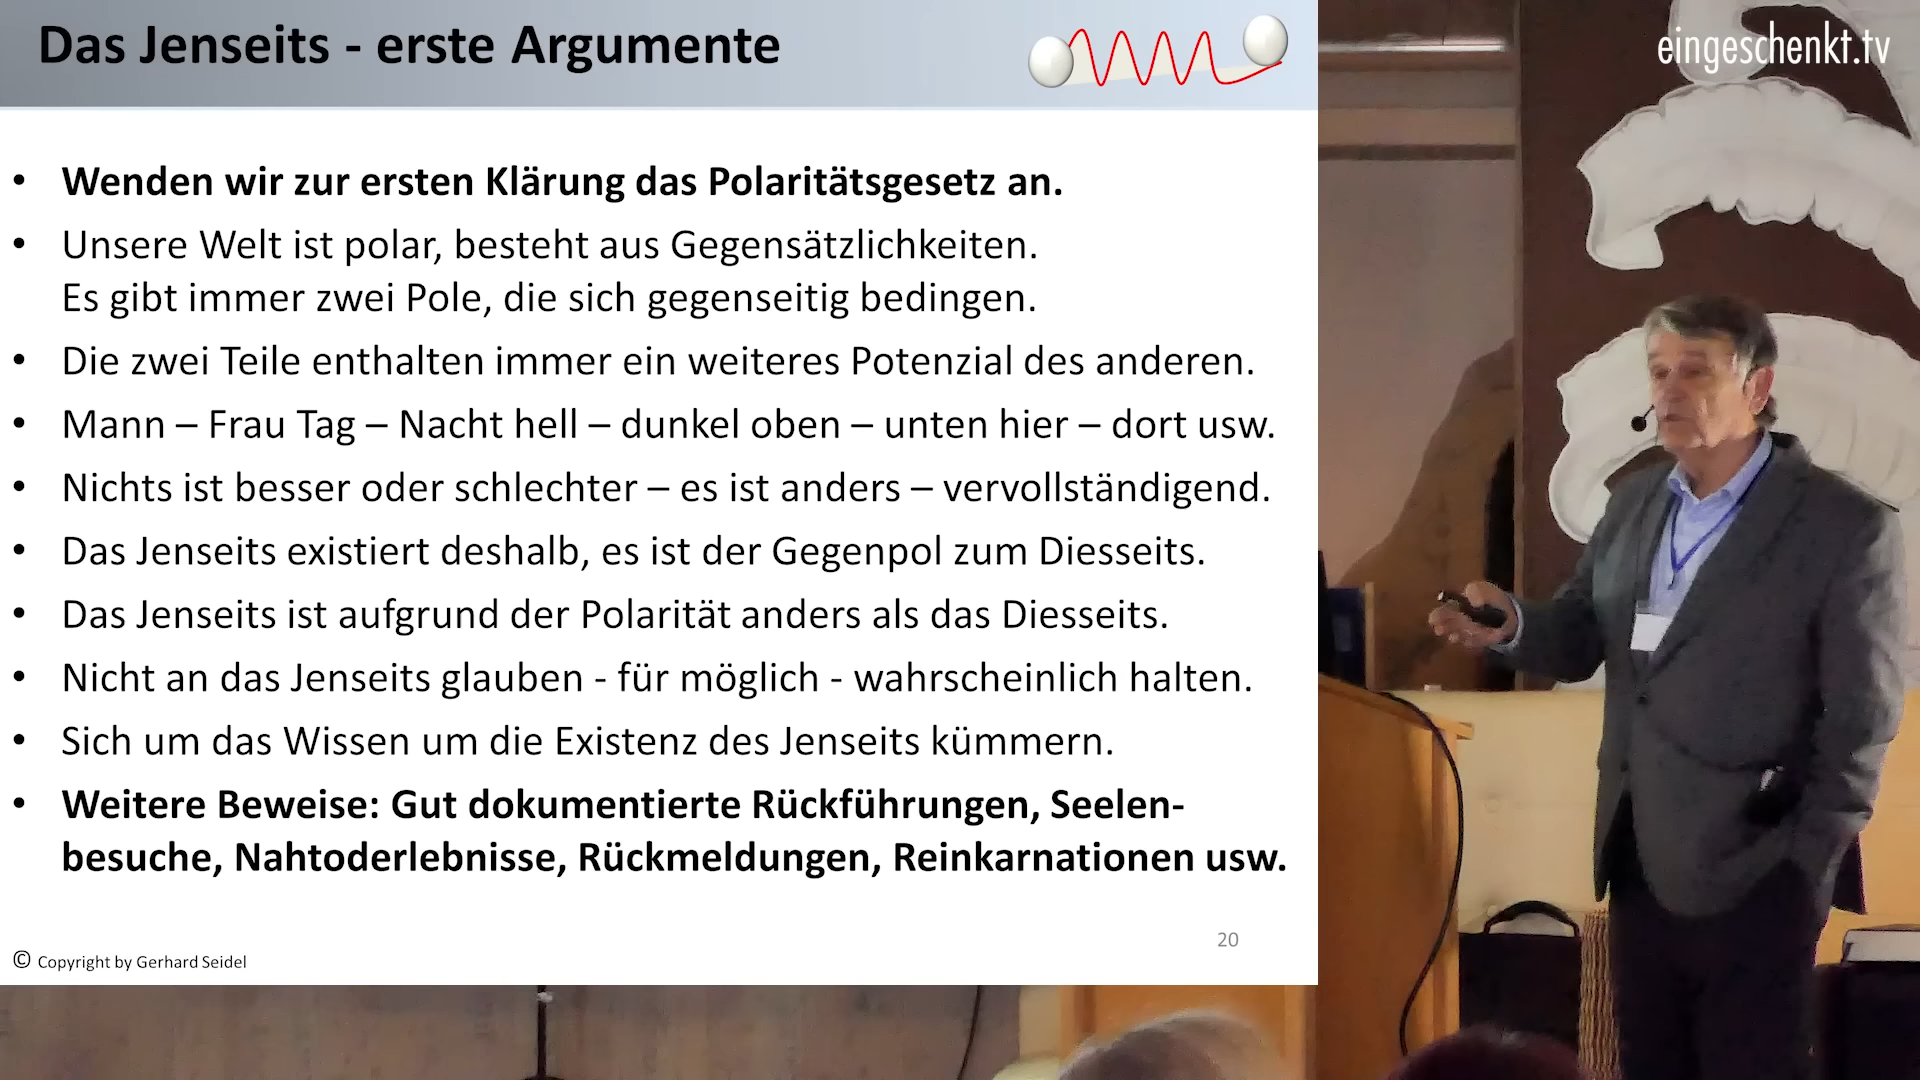 Das Jenseits - erste Argumente
eingeschenkt.tv
• Wenden wir zur ersten Klärung das Polaritätsgesetz an.
• Unsere Welt ist polar, besteht aus Gegensätzlichkeiten.
Es gibt immer zwei Pole, die sich gegenseitig bedingen.
• Die zwei Teile enthalten immer ein weiteres Potenzial des anderen.
• Mann – Frau Tag – Nacht hell – dunkel oben – unten hier – dort usw.
• Nichts ist besser oder schlechter – es ist anders – vervollständigend.
• Das Jenseits existiert deshalb, es ist der Gegenpol zum Diesseits.
• Das Jenseits ist aufgrund der Polarität anders als das Diesseits.
• Nicht an das Jenseits glauben - für möglich - wahrscheinlich halten.
• Sich um das Wissen um die Existenz des Jenseits kümmern.
• Weitere Beweise: Gut dokumentierte Rückführungen, Seelen-
besuche, Nahtoderlebnisse, Rückmeldungen, Reinkarnationen usw.
20
© Copyright by Gerhard Seidel